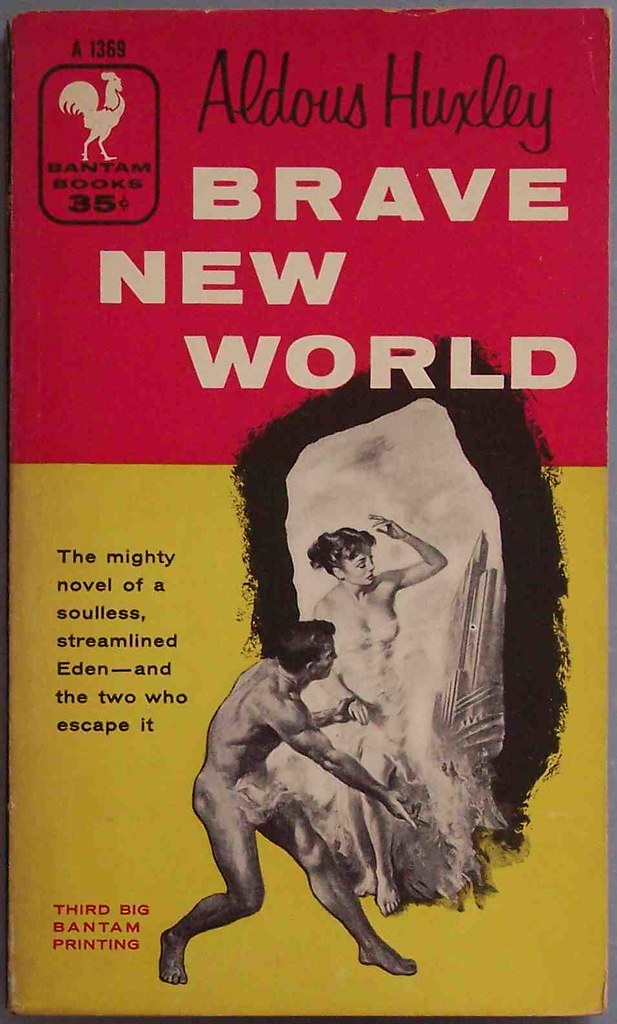 A 1369
BANTAM
BOOKS
35¢
Aldous Huxley
BRAVE
NEW
WORLD
The mighty
novel of a
soulless,
streamlined
Eden—and
the two who
escape it
THIRD BIG
BANTAM
PRINTING